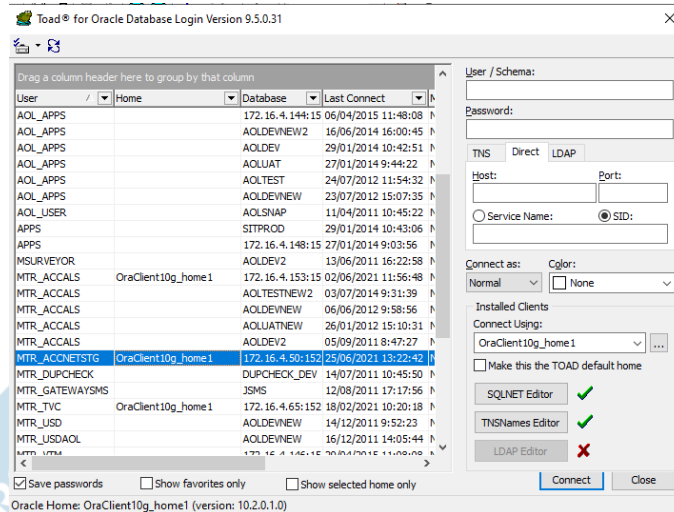 Toad® for Oracle Database Login Version 9.5.0.31
Drag a column header here to group by that column
User / Home Database Last Connect
AOL_APPS 172.16.4.144:15 06/04/2015 11:48:08
AOL_APPS AOLDEVNEW2 16/06/2014 16:00:45
AOL_APPS AOLDEV 29/01/2014 10:42:51
AOL_APPS AOLUAT 27/01/2014 9:44:22
AOL_APPS AOLTEST 24/07/2012 11:54:32
AOL_APPS AOLDEVNEW 23/07/2012 15:07:35
AOL_USER AOLSNAP 11/04/2011 10:45:22
APPS SITPROD 29/01/2014 10:43:06
APPS 172.16.4.148:15 27/01/2014 9:03:56
MSURVEYOR AOLDEV2 13/06/2011 16:22:58
MTR_ACCALS OraClient10g_home1 172.16.4.153:15 02/06/2021 11:56:48
MTR_ACCALS AOLTESTNEW2 03/07/2014 9:31:39
MTR_ACCALS AOLDEVNEW 06/06/2012 9:58:56
MTR_ACCALS AOLUATNEW 26/01/2012 15:10:31
MTR_ACCALS AOLDEV2 05/09/2011 8:47:27
MTR_ACCNETSTG OraClient10g_home1 172.16.4.50:152 25/06/2021 13:22:42
MTR_DUPCHECK DUPCHECK_DEV 14/07/2011 10:45:50
MTR_GATEWAYSMS JSMS 12/08/2011 17:17:56
MTR_TVC OraClient10g_home1 172.16.4.65:152 18/02/2021 10:20:18
MTR_USD AOLDEVNEW 14/12/2011 9:52:23
MTR_USDAOL AOLDEVNEW 16/12/2011 14:05:44
Save passwords Show favorites only Show selected home only
Oracle Home: OraClient10g_home1 (version: 10.2.0.1.0)
User / Schema:
Password:
TNS Direct LDAP
Host: Port:
Service Name: SID:
Connect as: Color:
Normal None
Installed Clients
Connect Using:
OraClient10g_home1 ...
Make this the TOAD default home
SQLNET Editor
TNSNames Editor
LDAP Editor
Connect Close